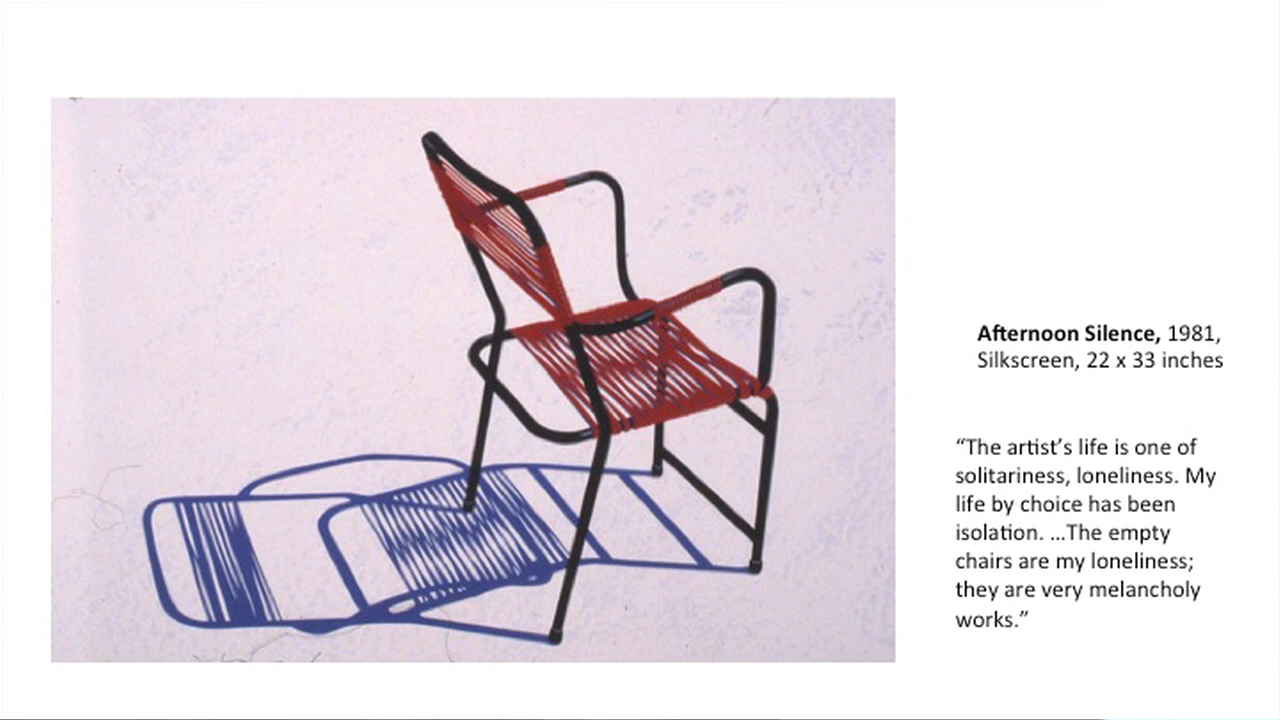 Afternoon Silence, 1981,
Silkscreen, 22 x 33 inches
“The artist’s life is one of
solitariness, loneliness. My
life by choice has been
isolation. ...The empty
chairs are my loneliness;
they are very melancholy
works.”